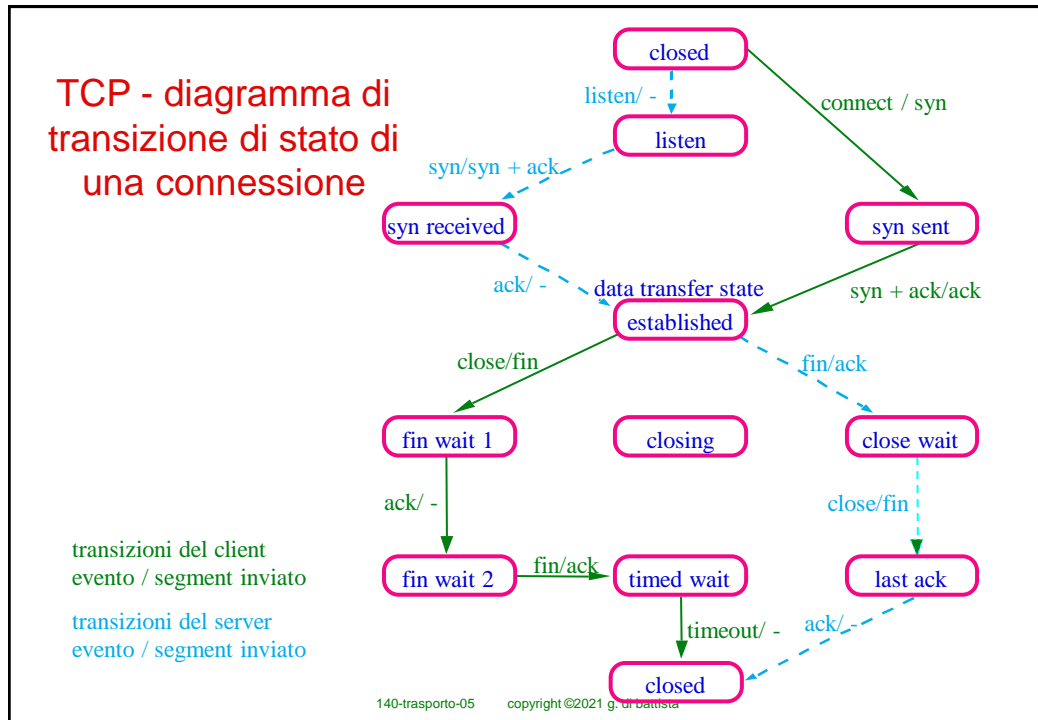 TCP - diagramma di
transizione di stato di
una connessione
closed
listen/ -
connect / syn
listen
syn/syn + ack
syn received
syn sent
ack/ -
data transfer state
syn + ack/ack
established
close/fin
fin/ack
fin wait 1
closing
close wait
ack/ -
close/fin
transizioni del client
evento / segment inviato
fin wait 2
fin/ack
timed wait
last ack
transizioni del server
evento / segment inviato
timeout/ -
ack/ -
closed
140-trasporto-05 copyright ©2021 g. di battista